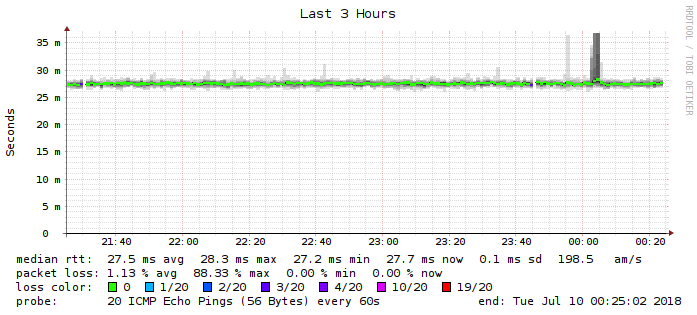 Last 3 Hours
RRDTOOL / TOBI OETIKER
Seconds
35 m
30 m
25 m
20 m
15 m
10 m
5 m
0
21:40 22:00 22:20 22:40 23:00 23:20 23:40 00:00 00:20
median rtt: 27.5 ms avg 28.3 ms max 27.2 ms min 27.7 ms now 0.1 ms sd 198.5 am/s
packet loss: 1.13 % avg 88.33 % max 0.00 % min 0.00 % now
loss color: 0 1/20 2/20 3/20 4/20 10/20 19/20
probe: 20 ICMP Echo Pings (56 Bytes) every 60s end: Tue Jul 10 00:25:02 2018